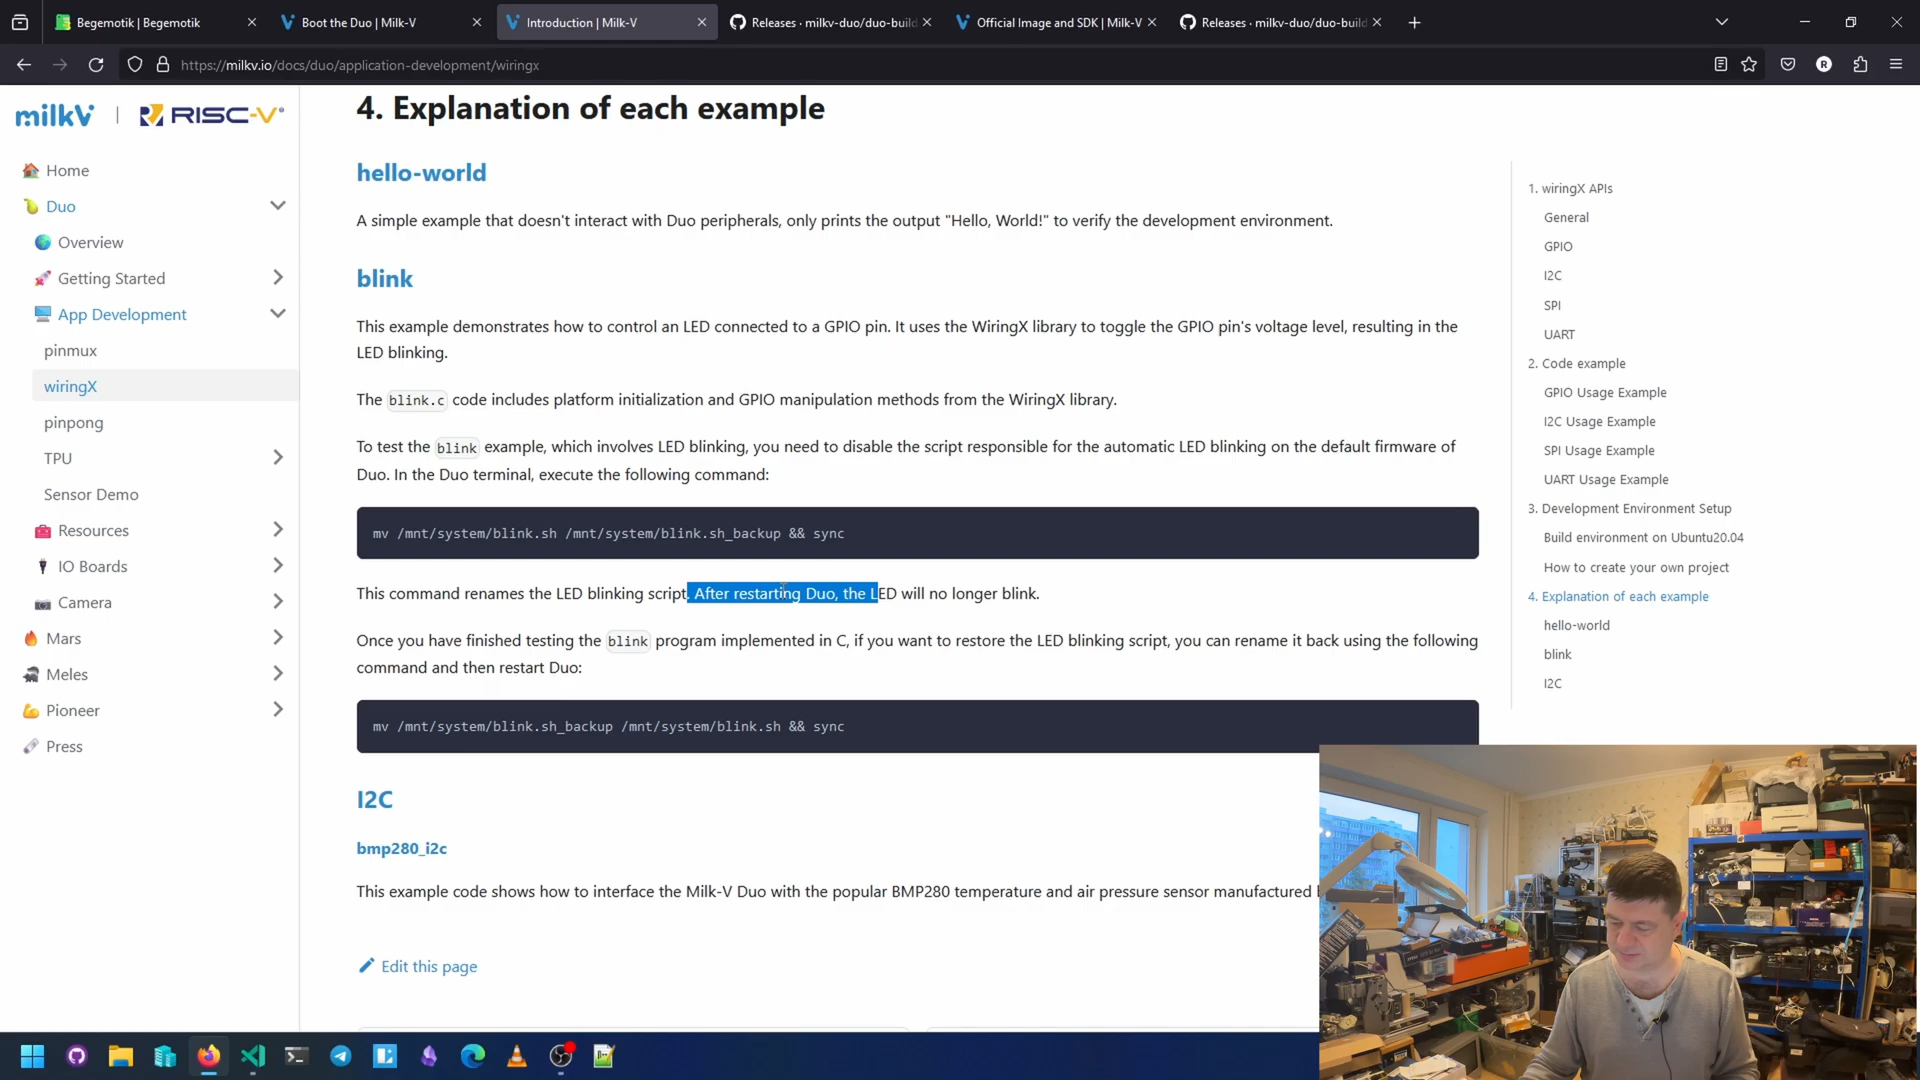 Begemotik | Begemotik
Boot the Duo | Milk-V
Introduction | Milk-V
Releases · milkv-duo/duo-build
Official Image and SDK | Milk-V
Releases · milkv-duo/duo-build
https://milkv.io/docs/duo/application-development/wiringx
R
milkV | RISC-V
Home
Duo
Overview
Getting Started
App Development
pinmux
wiringX
pinpong
TPU
Sensor Demo
Resources
IO Boards
Camera
Mars
Meles
Pioneer
Press
4. Explanation of each example
hello-world
A simple example that doesn't interact with Duo peripherals, only prints the output "Hello, World!" to verify the development environment.
blink
This example demonstrates how to control an LED connected to a GPIO pin. It uses the WiringX library to toggle the GPIO pin's voltage level, resulting in the
LED blinking.
The blink.c code includes platform initialization and GPIO manipulation methods from the WiringX library.
To test the blink example, which involves LED blinking, you need to disable the script responsible for the automatic LED blinking on the default firmware of
Duo. In the Duo terminal, execute the following command:
mv /mnt/system/blink.sh /mnt/system/blink.sh_backup && sync
This command renames the LED blinking script. After restarting Duo, the LED will no longer blink.
Once you have finished testing the blink program implemented in C, if you want to restore the LED blinking script, you can rename it back using the following
command and then restart Duo:
mv /mnt/system/blink.sh_backup /mnt/system/blink.sh && sync
I2C
bmp280_i2c
This example code shows how to interface the Milk-V Duo with the popular BMP280 temperature and air pressure sensor manufactured
Edit this page
1. wiringX APIs
General
GPIO
I2C
SPI
UART
2. Code example
GPIO Usage Example
I2C Usage Example
SPI Usage Example
UART Usage Example
3. Development Environment Setup
Build environment on Ubuntu20.04
How to create your own project
4. Explanation of each example
hello-world
blink
I2C